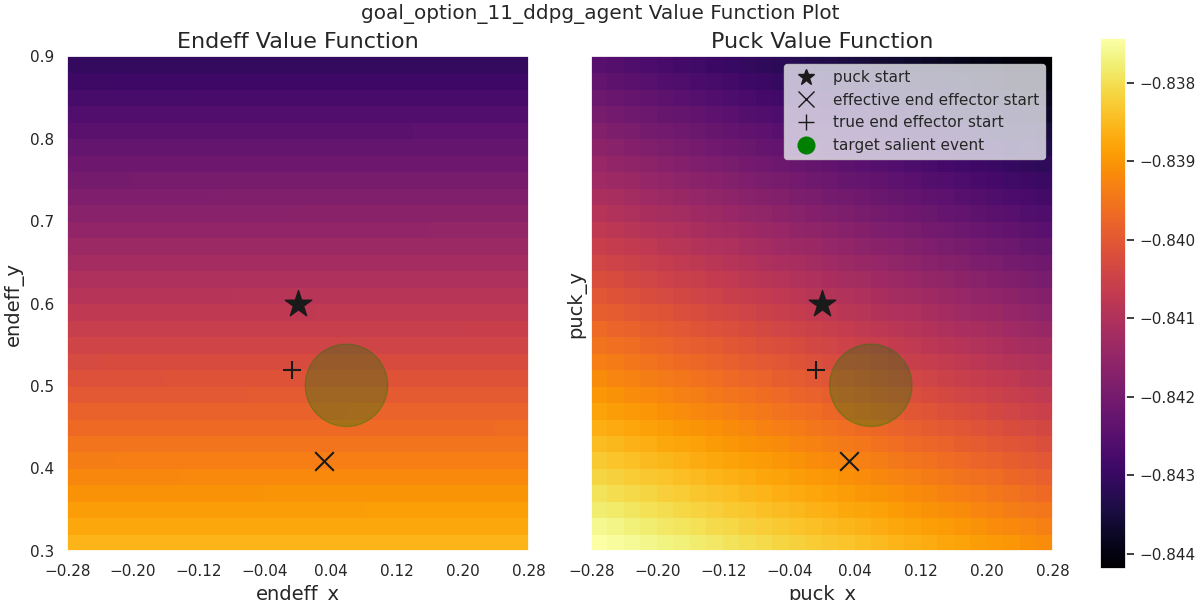 goal_option_11_ddpg_agent Value Function Plot
Endeff Value Function
Puck Value Function
puck start
effective end effector start
true end effector start
target salient event
endeff_y
0.9
0.8
0.7
0.6
0.5
0.4
0.3
−0.28 −0.20 −0.12 −0.04 0.04 0.12 0.20 0.28
endeff_x
puck_y
−0.28 −0.20 −0.12 −0.04 0.04 0.12 0.20 0.28
puck_x
−0.838
−0.839
−0.840
−0.841
−0.842
−0.843
−0.844